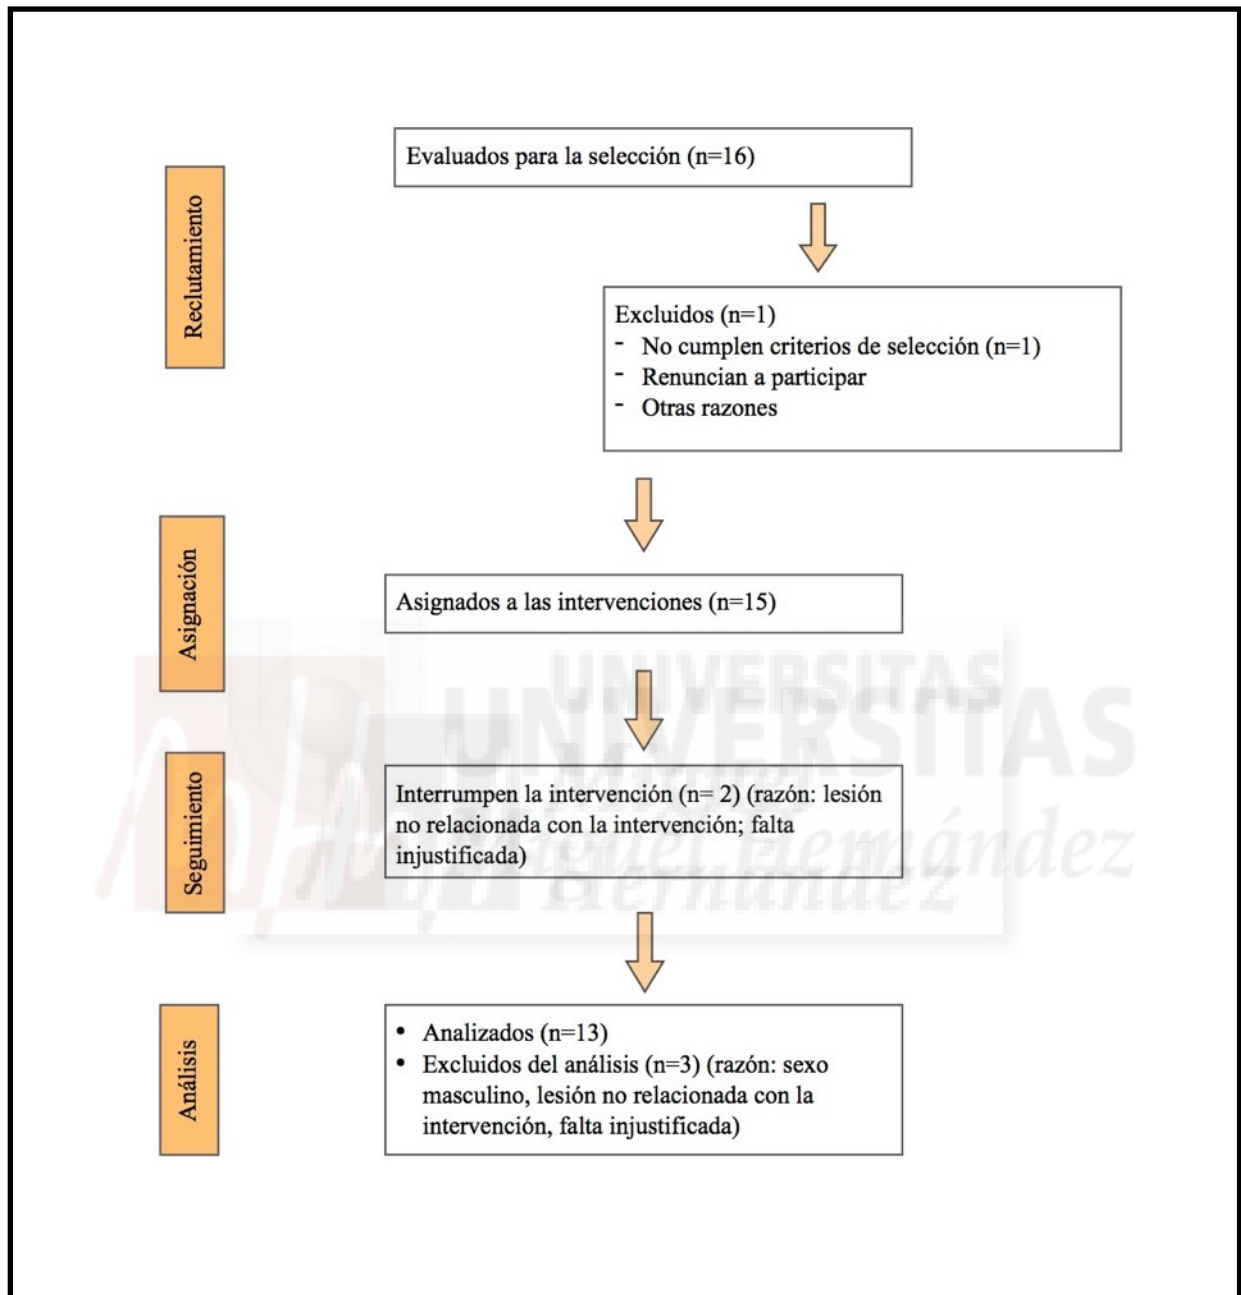 Evaluados para la selección (n=16)
Reclutamiento
Excluidos (n=1)
- No cumplen criterios de selección (n=1)
- Renuncian a participar
- Otras razones
Asignación
Asignados a las intervenciones (n=15)
UNIVERSITAS
UNIVERSITAS
Miguel
Seguimiento
Interrumpen la intervención (n= 2) (razón: lesión
no relacionada con la intervención; falta
injustificada)
Miguel Hernández
Hernández
Análisis
• Analizados (n=13)
• Excluidos del análisis (n=3) (razón: sexo
masculino, lesión no relacionada con la
intervención, falta injustificada)